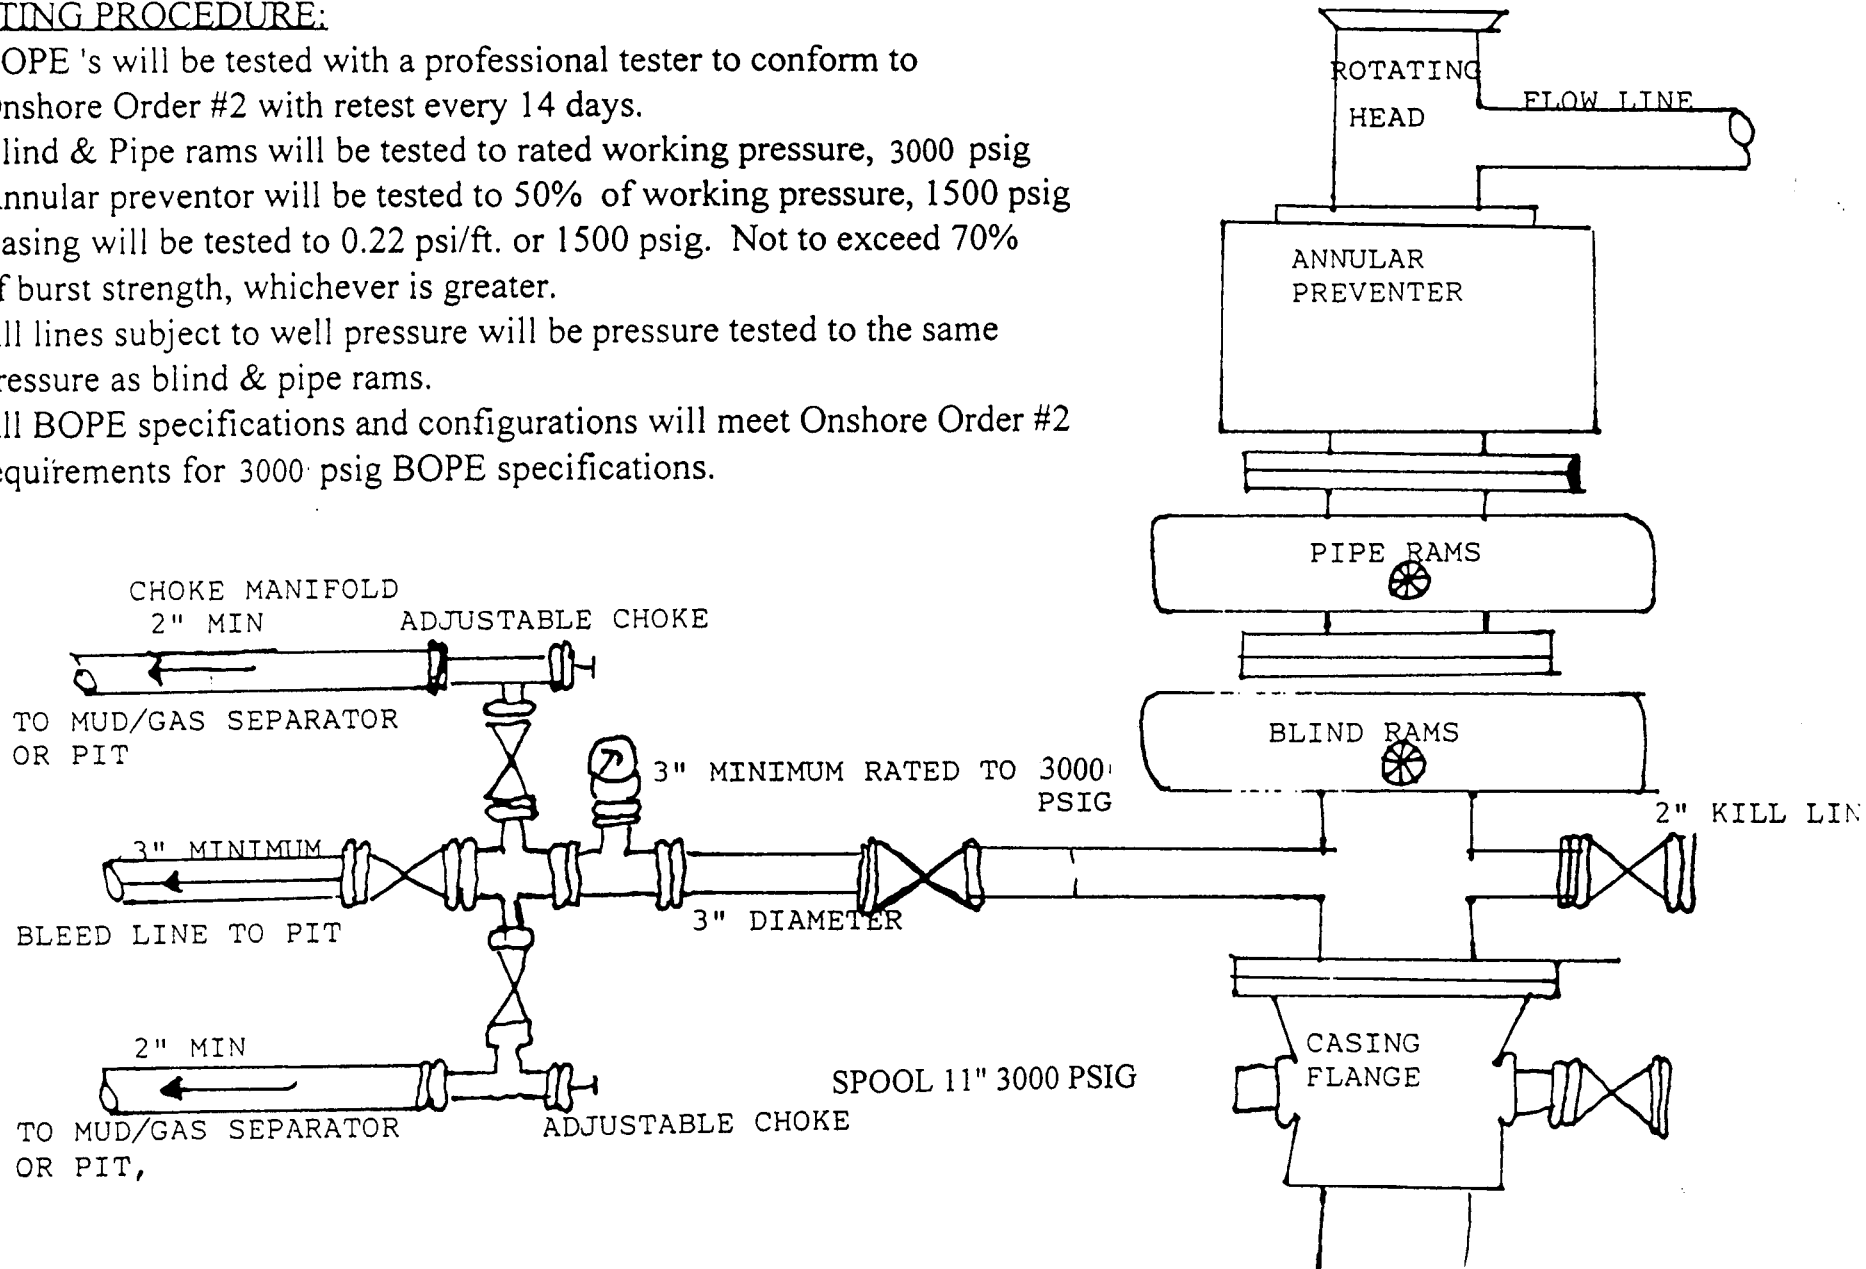 TING PROCEDURE:
OPE 's will be tested with a professional tester to conform to
nshore Order #2 with retest every 14 days.
lind & Pipe rams will be tested to rated working pressure, 3000 psig
nnular preventor will be tested to 50% of working pressure, 1500 psig
asing will be tested to 0.22 psi/ft. or 1500 psig. Not to exceed 70%
f burst strength, whichever is greater.
ll lines subject to well pressure will be pressure tested to the same
ressure as blind & pipe rams.
ll BOPE specifications and configurations will meet Onshore Order #2
equirements for 3000 psig BOPE specifications.
ROTATING
HEAD
FLOW LINE
ANNULAR
PREVENTER
PIPE RAMS
BLIND RAMS
2" KILL LIN
CHOKE MANIFOLD
2" MIN
ADJUSTABLE CHOKE
TO MUD/GAS SEPARATOR
OR PIT
3" MINIMUM RATED TO 3000
PSIG
3" MINIMUM
BLEED LINE TO PIT
3" DIAMETER
2" MIN
TO MUD/GAS SEPARATOR
OR PIT,
ADJUSTABLE CHOKE
SPOOL 11" 3000 PSIG
CASING
FLANGE